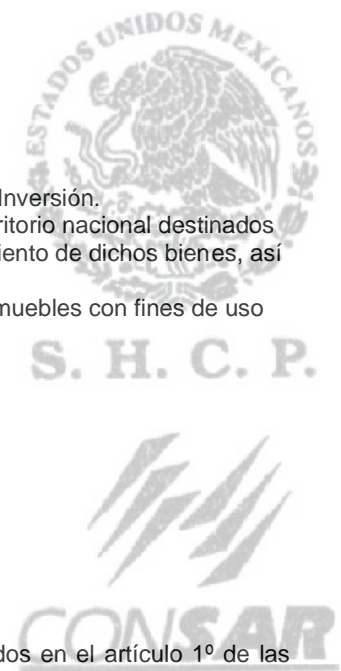 ESTADOS UNIDOS MEXICANOS
Inversión.
ritorio nacional destinados
iento de dichos bienes, así
muebles con fines de uso
S. H. C. P.
CONSAR
dos en el artículo 1º de las